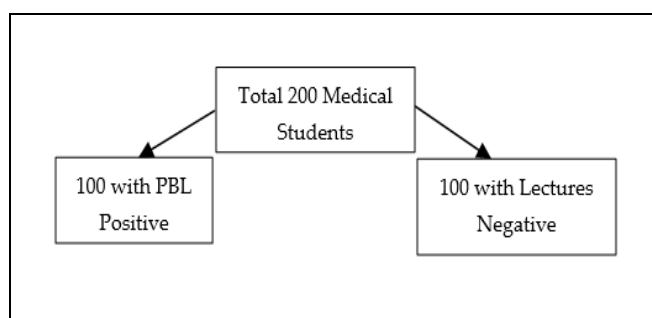 Total 200 Medical
Students
100 with PBL
Positive
100 with Lectures
Negative